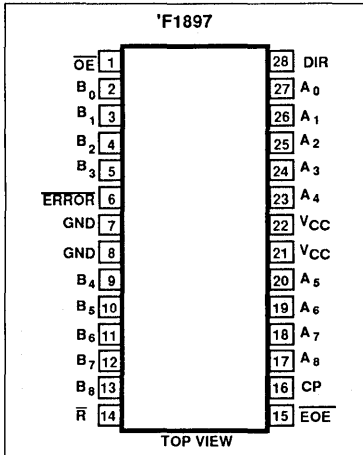 'F1897
OE 1 28 DIR
B0 2 27 A0
B1 3 26 A1
B2 4 25 A2
B3 5 24 A3
ERROR 6 23 A4
GND 7 22 VCC
GND 8 21 VCC
B4 9 20 A5
B5 10 19 A6
B6 11 18 A7
B7 12 17 A8
B8 13 16 CP
R 14 15 EOE
TOP VIEW